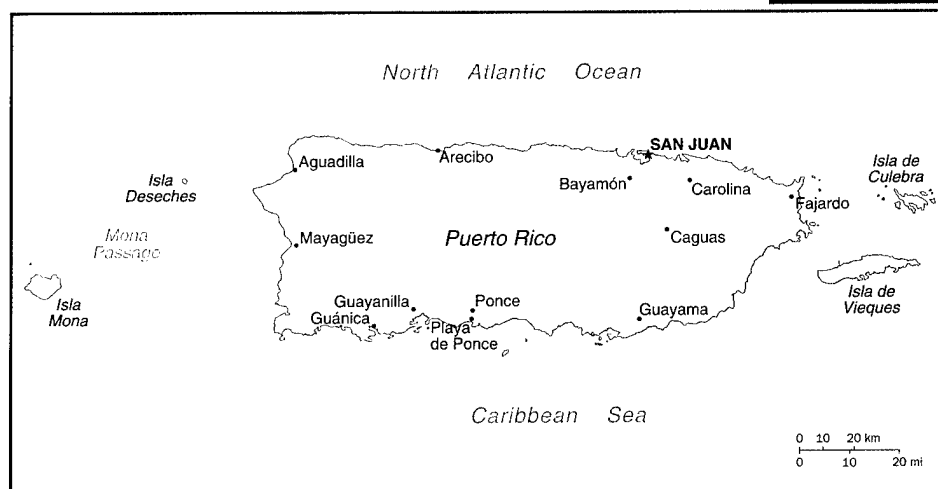 North Atlantic Ocean
SAN JUAN
Aguadilla
Arecibo
Isla de
Culebra
Isla
Deseches
Bayamón
Carolina
Fajardo
Mona
Passage
Mayagüez
Puerto Rico
Caguas
Isla
Mona
Guayanilla
Ponce
Isla de
Vieques
Guánica
Playa
de Ponce
Guayama
Caribbean Sea
0 10 20 km
0 10 20 mi